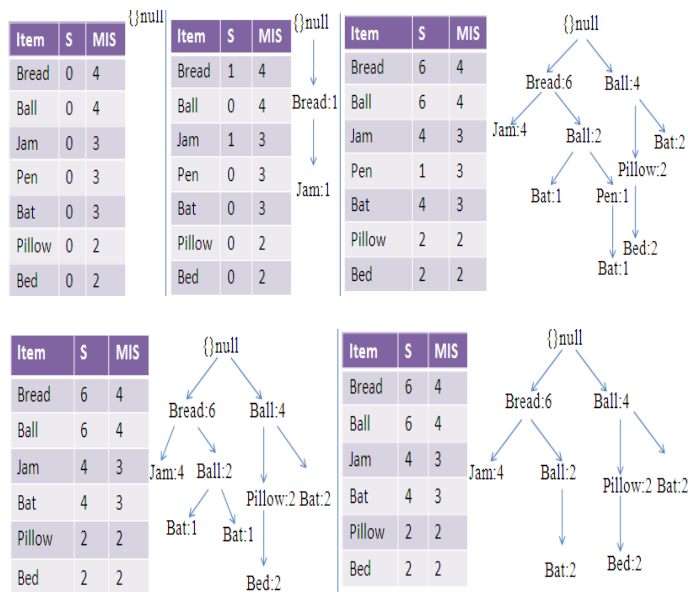 {}null
Item S MIS
Bread 0 4
Ball 0 4
Jam 0 3
Pen 0 3
Bat 0 3
Pillow 0 2
Bed 0 2
{}null
Item S MIS
Bread 1 4
Ball 0 4
Jam 1 3
Pen 0 3
Bat 0 3
Pillow 0 2
Bed 0 2
Bread:1
Jam:1
Item S MIS
Bread 6 4
Ball 6 4
Jam 4 3
Pen 1 3
Bat 4 3
Pillow 2 2
Bed 2 2
{}null
Bread:6 Ball:4
Jam:4 Ball:2 Bat:2
Pillow:2
Bat:1 Pen:1
Bed:2
Bat:1
Item S MIS
Bread 6 4
Ball 6 4
Jam 4 3
Bat 4 3
Pillow 2 2
Bed 2 2
{}null
Bread:6 Ball:4
Jam:4 Ball:2
Pillow:2 Bat:2
Bat:1 Bat:1
Bed:2
Item S MIS
Bread 6 4
Ball 6 4
Jam 4 3
Bat 4 3
Pillow 2 2
Bed 2 2
{}null
Bread:6 Ball:4
Jam:4 Ball:2
Pillow:2 Bat:2
Bat:2 Bed:2